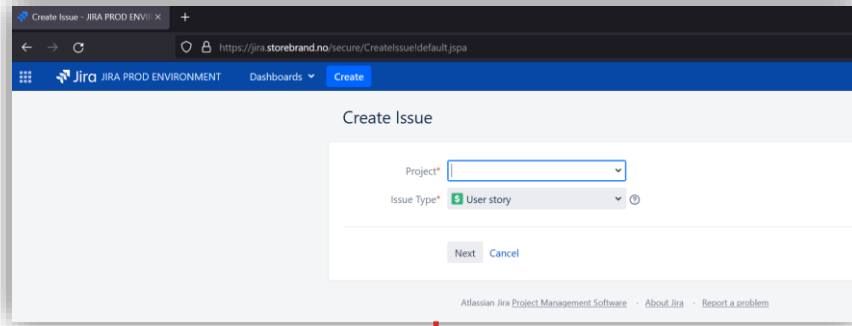 Create Issue - JIRA PROD ENVI
https://jira.storebrand.no/secure/CreateIssue!default.jspa
Jira JIRA PROD ENVIRONMENT Dashboards Create
Create Issue
Project*
Issue Type* User story
Next Cancel
Atlassian Jira Project Management Software · About Jira · Report a problem